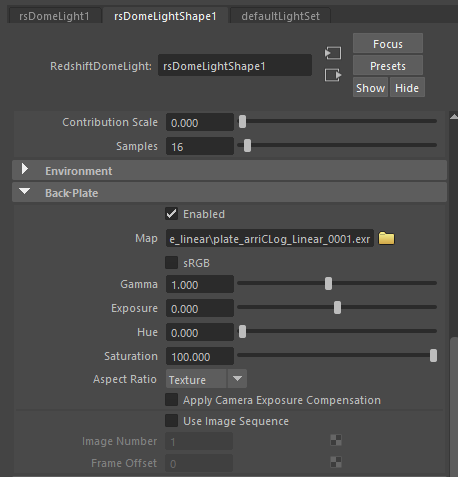 rsDomeLight1 rsDomeLightShape1 defaultLightSet
Focus
RedshiftDomeLight: rsDomeLightShape1 Presets
Show Hide
Contribution Scale 0.000
Samples 16
Environment
Back-Plate
Enabled
Map e_linear\plate_arriCLog_Linear_0001.exr
sRGB
Gamma 1.000
Exposure 0.000
Hue 0.000
Saturation 100.000
Aspect Ratio Texture
Apply Camera Exposure Compensation
Use Image Sequence
Image Number 1
Frame Offset 0